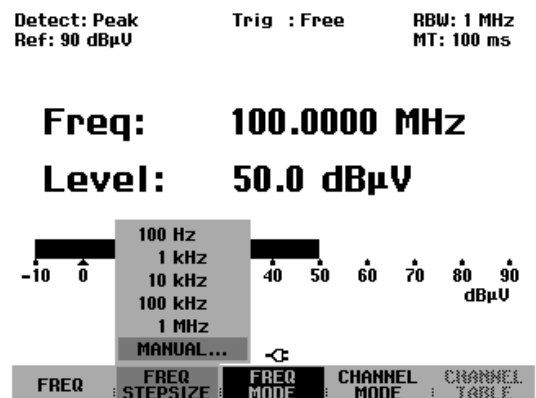 Detect: Peak Trig : Free RBW: 1 MHz
Ref: 90 dBµV MT: 100 ms
Freq: 100.0000 MHz
Level: 50.0 dBµV
100 Hz
1 kHz
10 kHz
100 kHz
1 MHz
MANUAL...
-10 0 40 50 60 70 80 90
dBµV
FREQ
FREQ STEPSIZE
FREQ MODE
CHANNEL MODE
CHANNEL TABLE